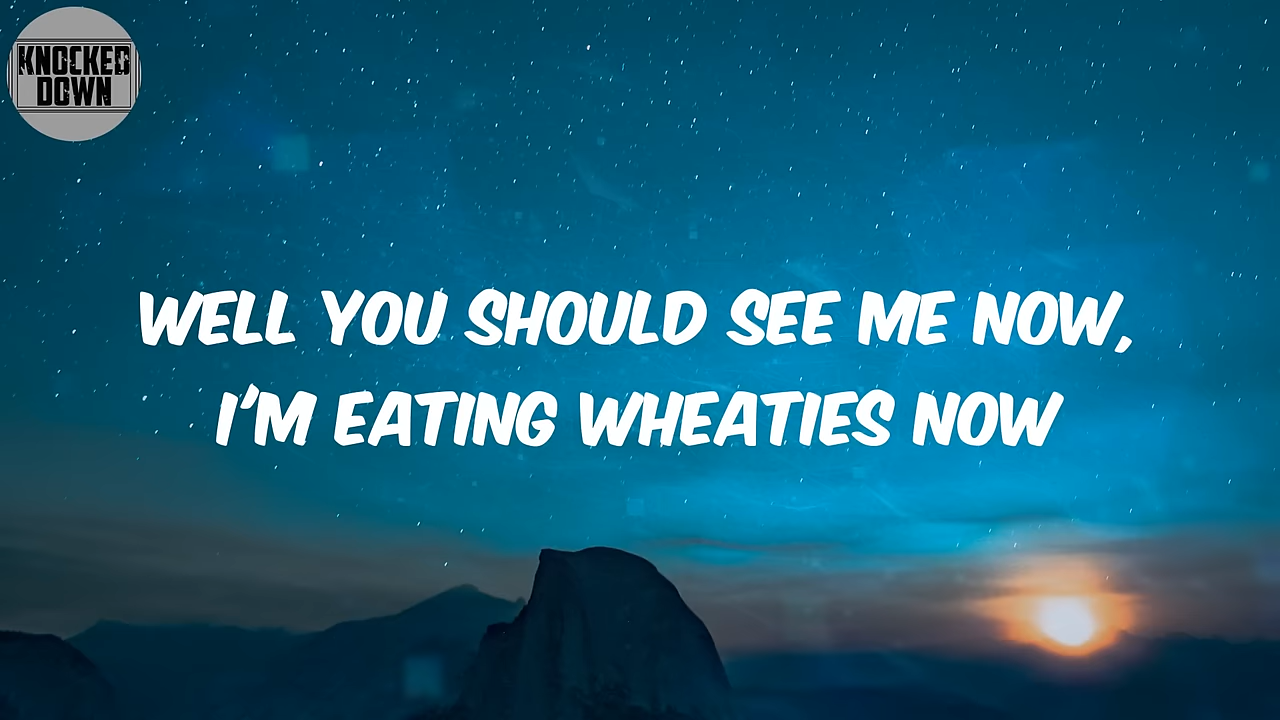 KNOCKED
DOWN
WELL YOU SHOULD SEE ME NOW,
I'M EATING WHEATIES NOW